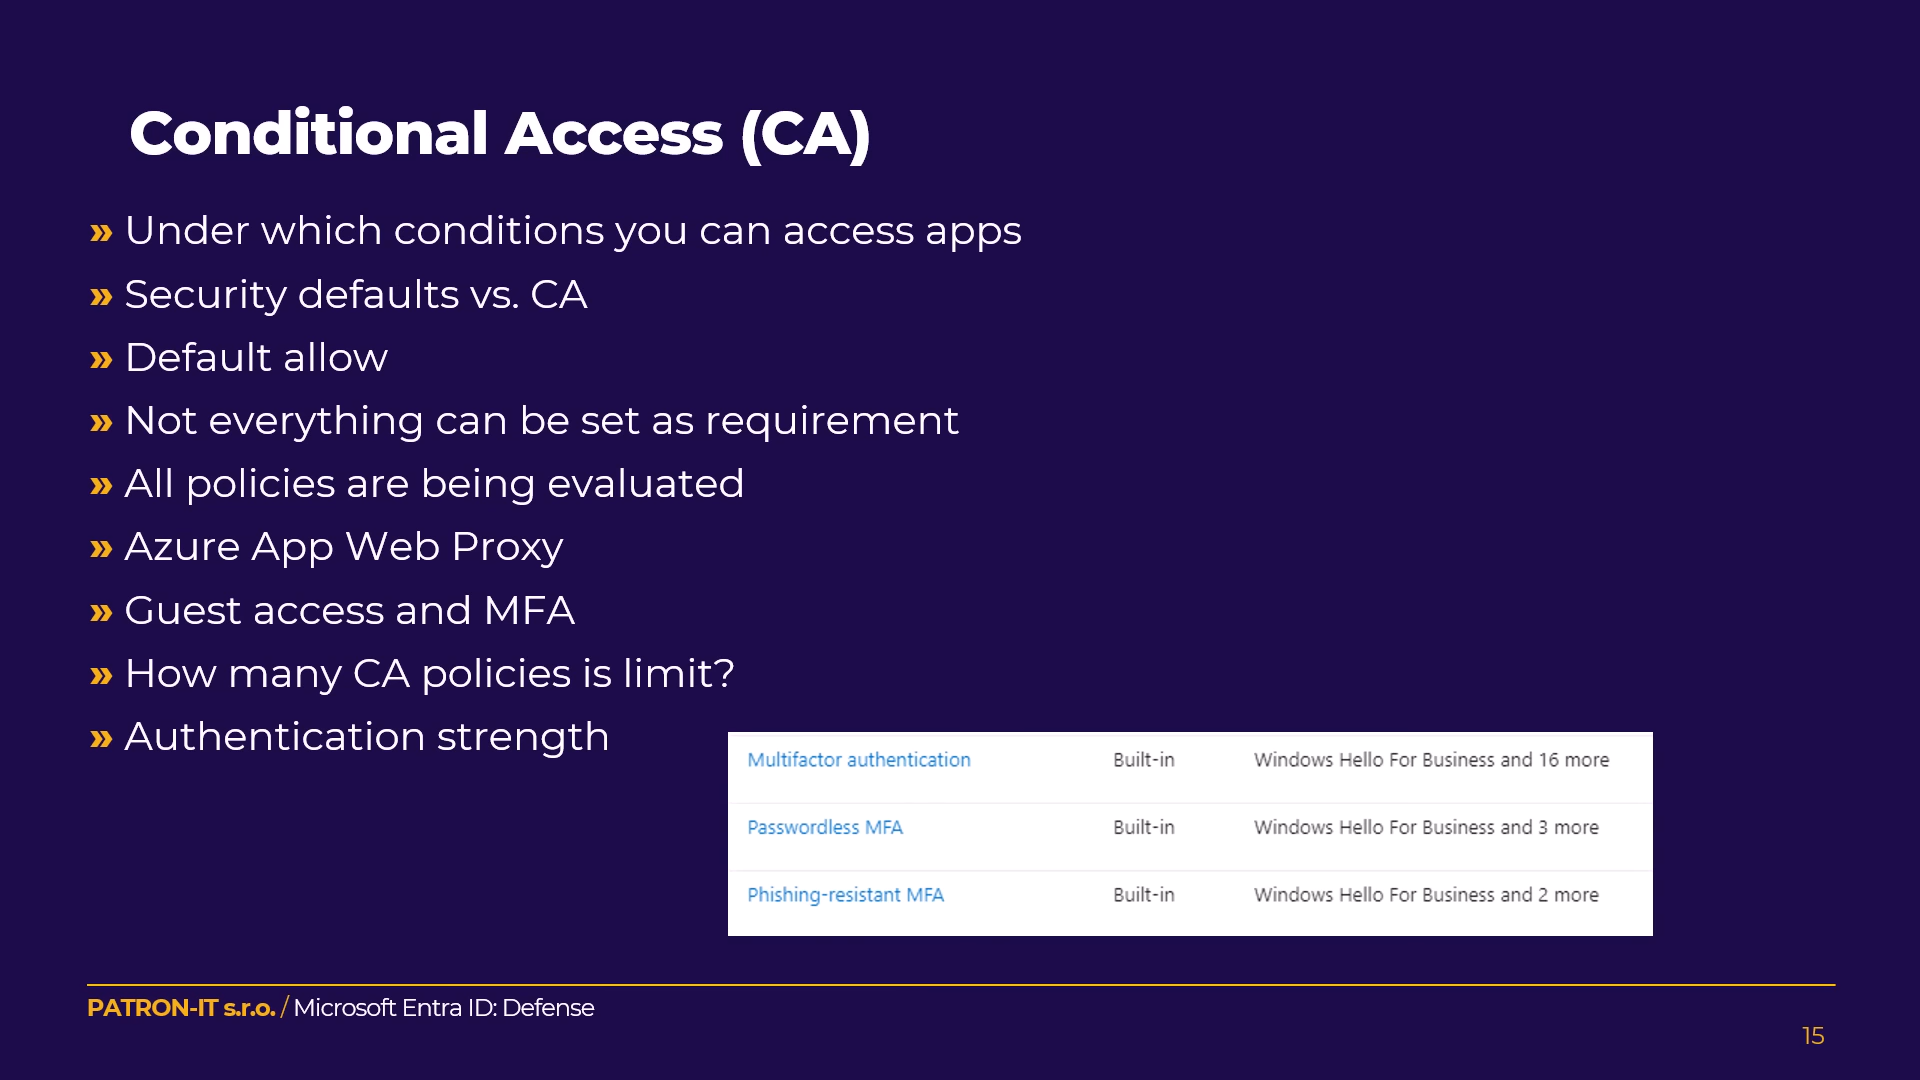 Conditional Access (CA)
» Under which conditions you can access apps
» Security defaults vs. CA
» Default allow
» Not everything can be set as requirement
» All policies are being evaluated
» Azure App Web Proxy
» Guest access and MFA
» How many CA policies is limit?
» Authentication strength
Multifactor authentication Built-in Windows Hello For Business and 16 more
Passwordless MFA Built-in Windows Hello For Business and 3 more
Phishing-resistant MFA Built-in Windows Hello For Business and 2 more
PATRON-IT s.r.o. / Microsoft Entra ID: Defense
15